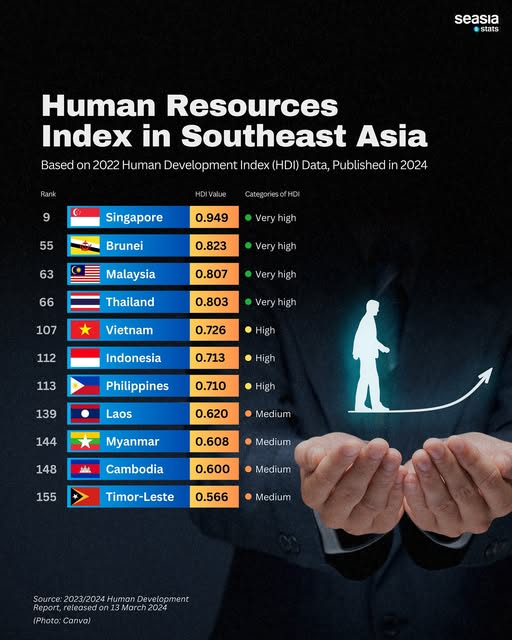 seasia
stats
Human Resources
Index in Southeast Asia
Based on 2022 Human Development Index (HDI) Data, Published in 2024
Rank HDI Value Categories of HDI
9 Singapore 0.949 Very high
55 Brunei 0.823 Very high
63 Malaysia 0.807 Very high
66 Thailand 0.803 Very high
107 Vietnam 0.726 High
112 Indonesia 0.713 High
113 Philippines 0.710 High
139 Laos 0.620 Medium
144 Myanmar 0.608 Medium
148 Cambodia 0.600 Medium
155 Timor-Leste 0.566 Medium
Source: 2023/2024 Human Development
Report, released on 13 March 2024
(Photo: Canva)